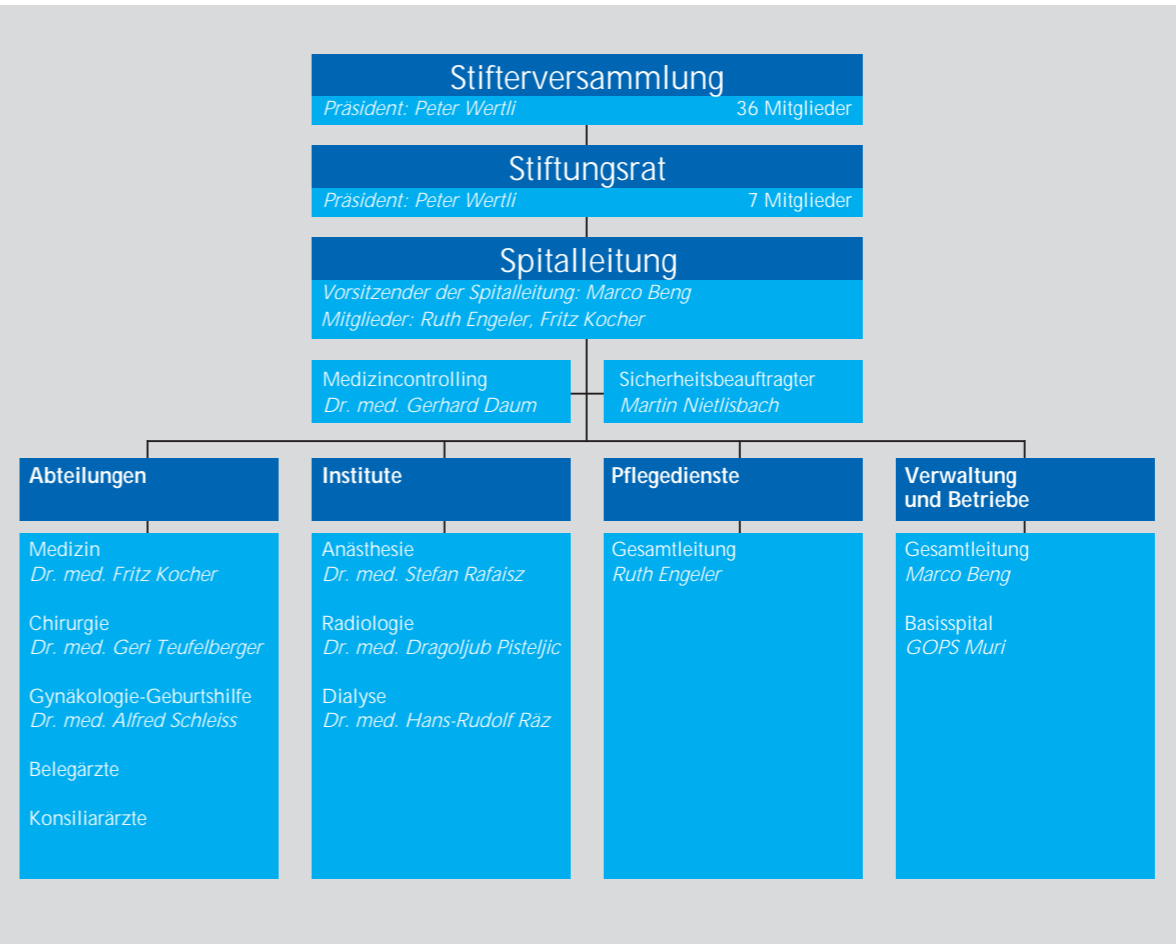 Stifterversammlung
Präsident: Peter Wertli 36 Mitglieder
Stiftungsrat
Präsident: Peter Wertli 7 Mitglieder
Spitalleitung
Vorsitzender der Spitalleitung: Marco Beng
Mitglieder: Ruth Engeler, Fritz Kocher
Medizincontrolling
Dr. med. Gerhard Daum
Sicherheitsbeauftragter
Martin Nietlisbach
Abteilungen
Medizin
Dr. med. Fritz Kocher
Chirurgie
Dr. med. Geri Teufelberger
Gynäkologie-Geburtshilfe
Dr. med. Alfred Schleiss
Belegärzte
Konsiliarärzte
Institute
Anästhesie
Dr. med. Stefan Rafaisz
Radiologie
Dr. med. Dragoljub Pisteljic
Dialyse
Dr. med. Hans-Rudolf Räz
Pflegedienste
Gesamtleitung
Ruth Engeler
Verwaltung
und Betriebe
Gesamtleitung
Marco Beng
Basisspital
GOPS Muri